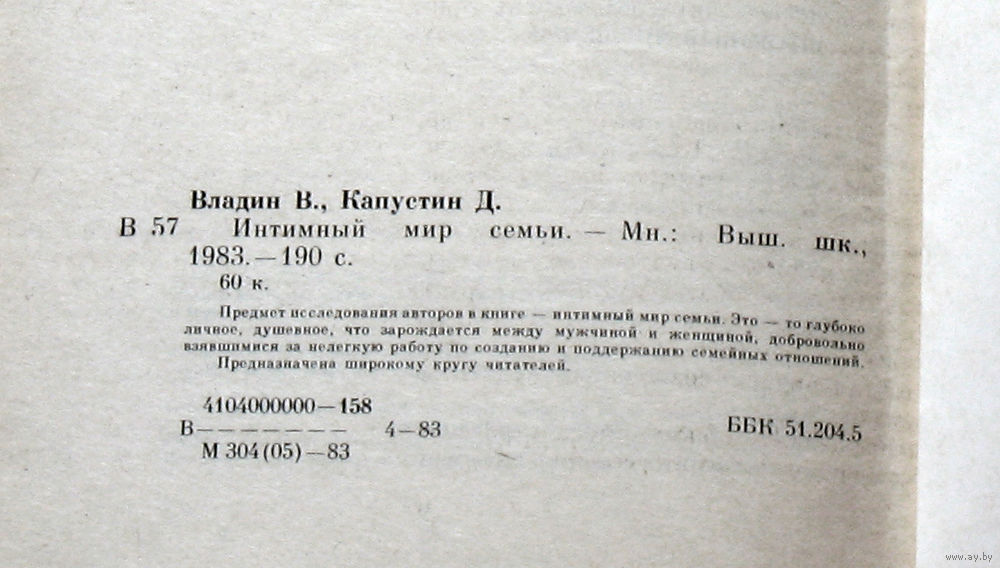 Владин В., Капустин Д.
В 57 Интимный мир семьи. — Мн.: Выш. шк.,
1983.—190 с.
60 к.
Предмет исследования авторов в книге — интимный мир семьи. Это — то глубоко
личное, душевное, что зарождается между мужчиной и женщиной, добровольно
взявшимися за нелегкую работу по созданию и поддержанию семейных отношений.
Предназначена широкому кругу читателей.
4104000000—158
В——————— 4—83
М 304(05)—83
ББК 51.204.5
www.ay.by